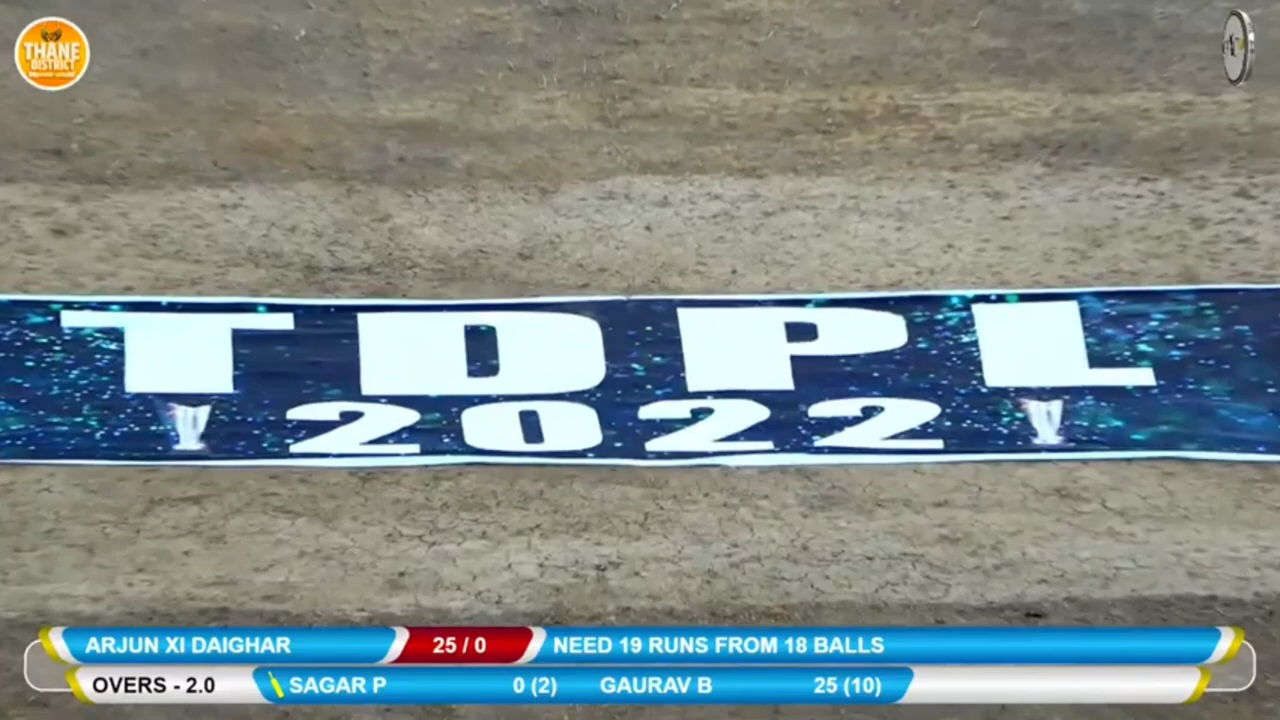 THANE
DISTRICT
TDPL
2022
ARJUN XI DAIGHAR 25 / 0 NEED 19 RUNS FROM 18 BALLS
OVERS - 2.0 SAGAR P 0 (2) GAURAV B 25 (10)